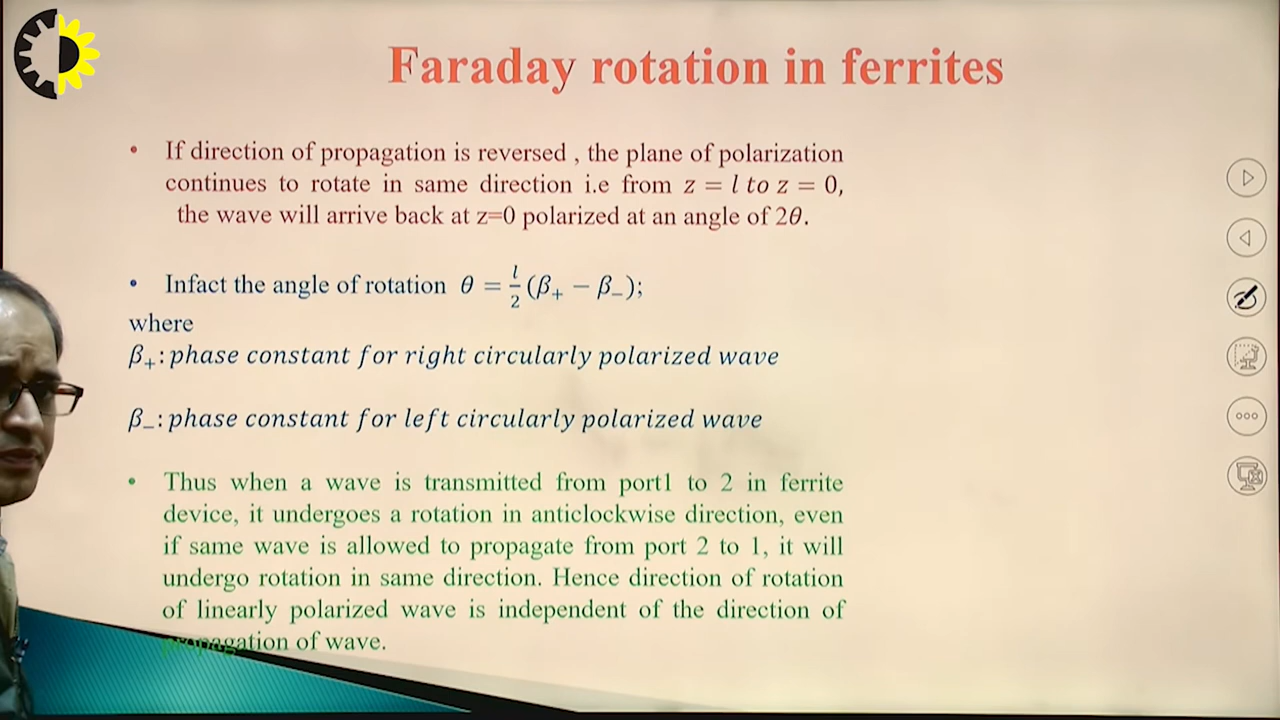 Faraday rotation in ferrites
• If direction of propagation is reversed , the plane of polarization
continues to rotate in same direction i.e from z = l to z = 0,
the wave will arrive back at z=0 polarized at an angle of 2θ.
• Infact the angle of rotation θ = l/2 (β₊ − β₋);
where
β₊: phase constant for right circularly polarized wave
β₋: phase constant for left circularly polarized wave
• Thus when a wave is transmitted from port1 to 2 in ferrite
device, it undergoes a rotation in anticlockwise direction, even
if same wave is allowed to propagate from port 2 to 1, it will
undergo rotation in same direction. Hence direction of rotation
of linearly polarized wave is independent of the direction of
propagation of wave.